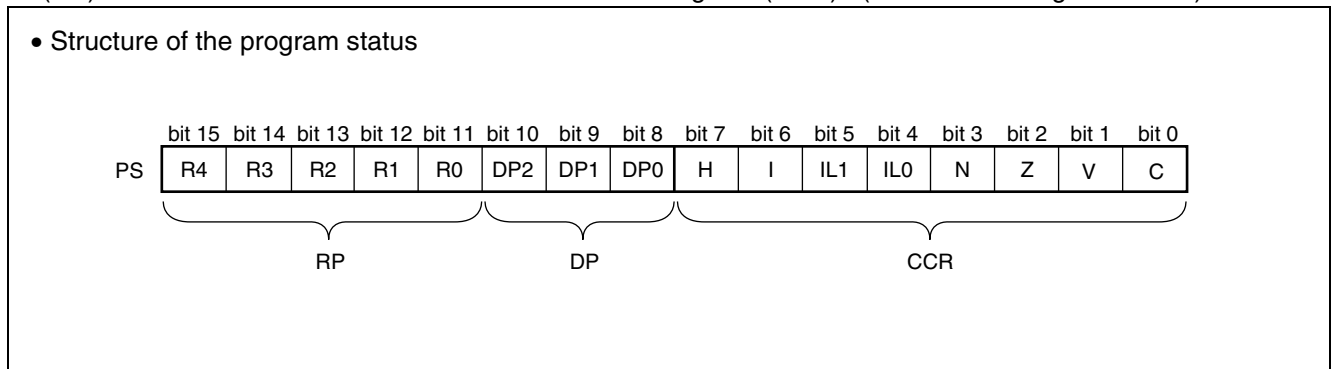 • Structure of the program status
bit 15 bit 14 bit 13 bit 12 bit 11 bit 10 bit 9 bit 8 bit 7 bit 6 bit 5 bit 4 bit 3 bit 2 bit 1 bit 0
PS R4 R3 R2 R1 R0 DP2 DP1 DP0 H I IL1 IL0 N Z V C
RP DP CCR